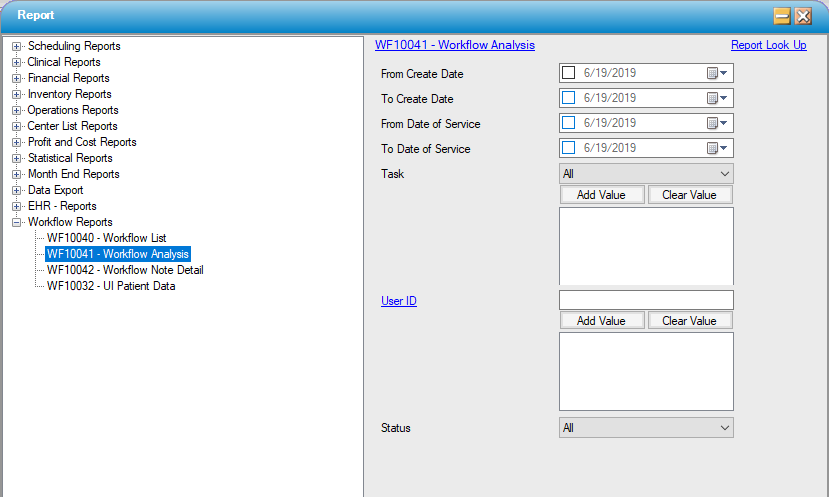 Report
Scheduling Reports
Clinical Reports
Financial Reports
Inventory Reports
Operations Reports
Center List Reports
Profit and Cost Reports
Statistical Reports
Month End Reports
Data Export
EHR - Reports
Workflow Reports
WF10040 - Workflow List
WF10041 - Workflow Analysis
WF10042 - Workflow Note Detail
WF10032 - UI Patient Data
WF10041 - Workflow Analysis Report Look Up
From Create Date 6/19/2019
To Create Date 6/19/2019
From Date of Service 6/19/2019
To Date of Service 6/19/2019
Task All
Add Value Clear Value
User ID
Add Value Clear Value
Status All